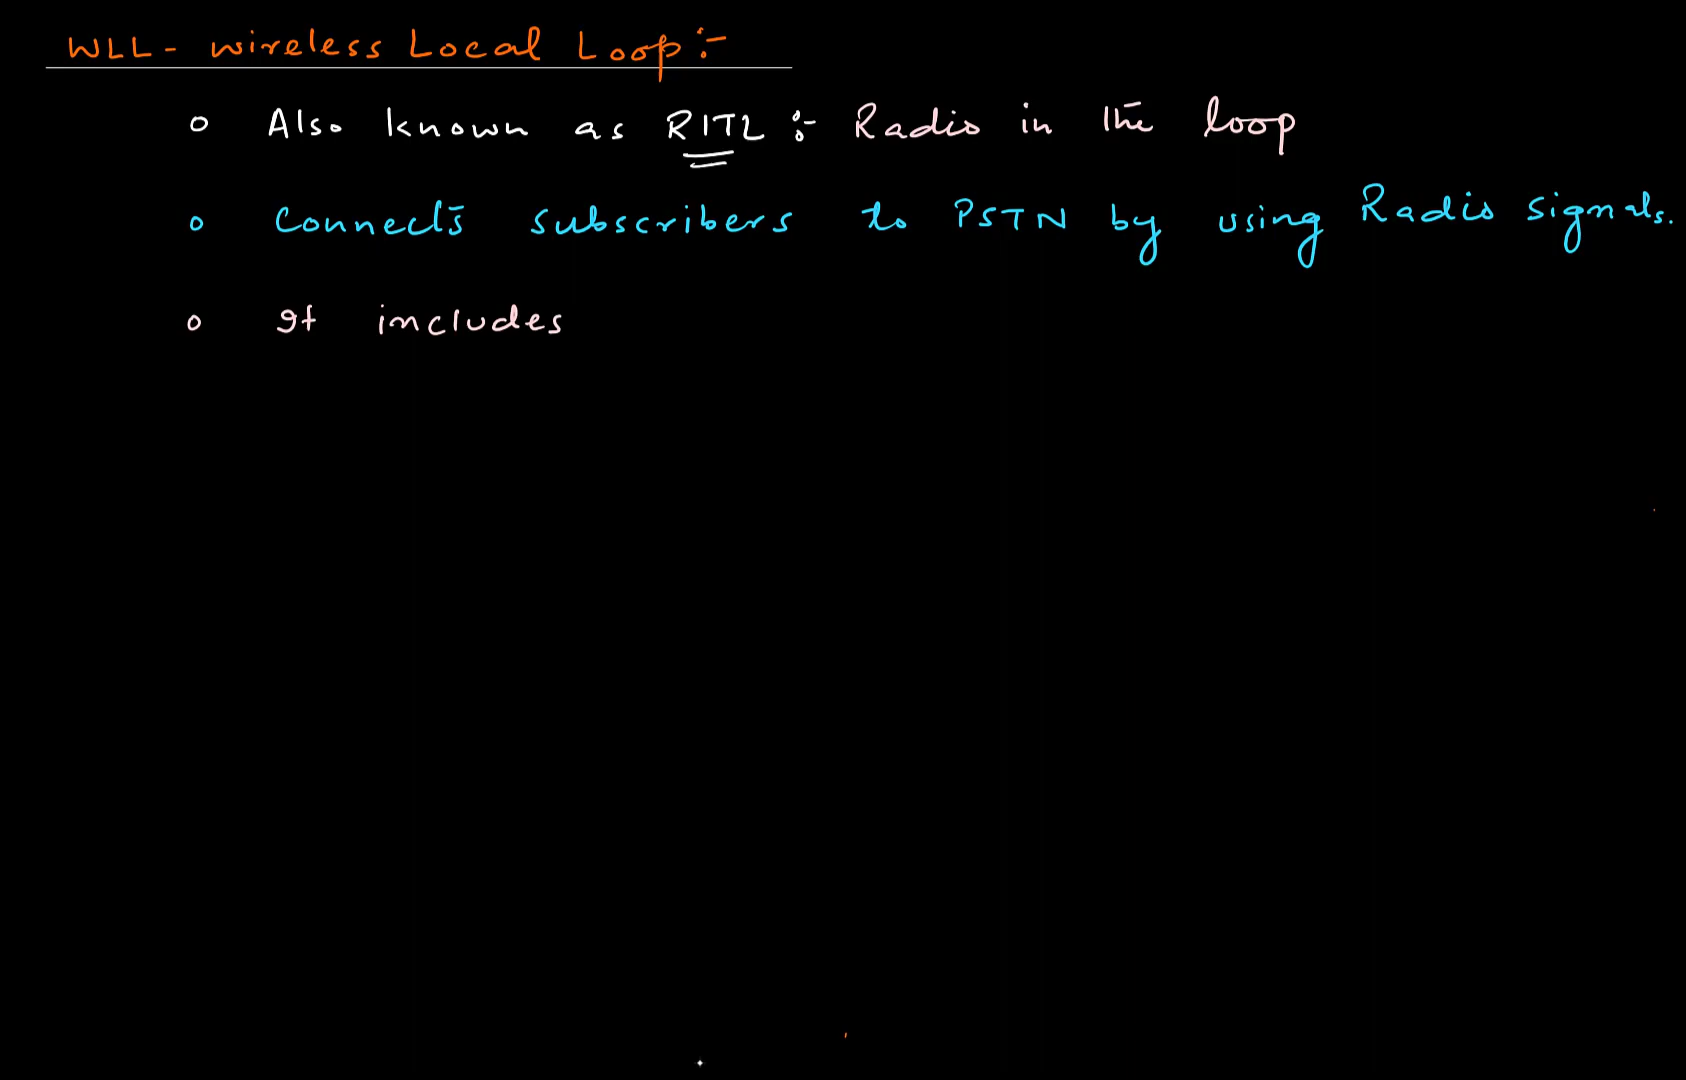 WLL - wireless Local Loop :-
o Also known as RITL :- Radio in the loop
o Connects subscribers to PSTN by using Radio signals.
o It includes